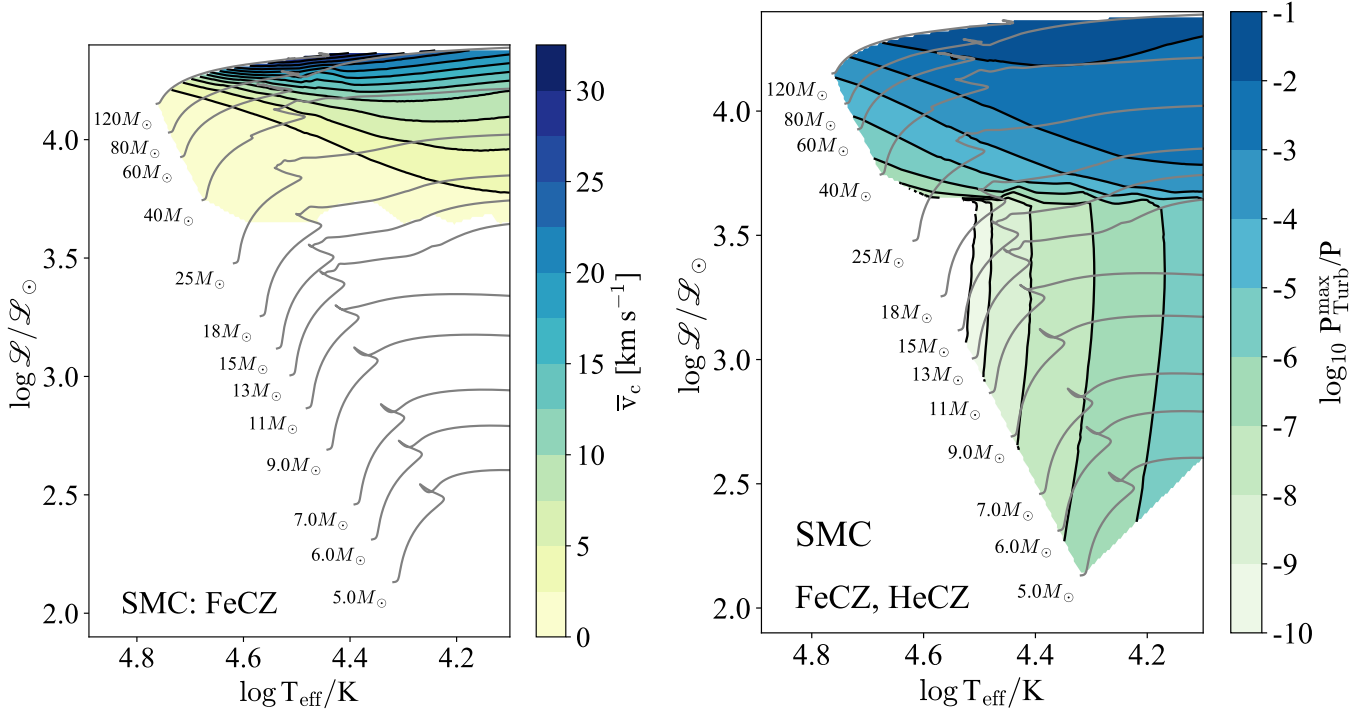 log ℒ/ℒ☉
4.0
3.5
3.0
2.5
2.0
120M☉
80M☉
60M☉
40M☉
25M☉
18M☉
15M☉
13M☉
11M☉
9.0M☉
7.0M☉
6.0M☉
5.0M☉
SMC: FeCZ
4.8 4.6 4.4 4.2
log T_eff/K
30
25
20
15
10
5
0
v̅_c [km s⁻¹]
log ℒ/ℒ☉
4.0
3.5
3.0
2.5
2.0
120M☉
80M☉
60M☉
40M☉
25M☉
18M☉
15M☉
13M☉
11M☉
9.0M☉
7.0M☉
6.0M☉
5.0M☉
SMC
FeCZ, HeCZ
4.8 4.6 4.4 4.2
log T_eff/K
-1
-2
-3
-4
-5
-6
-7
-8
-9
-10
log₁₀ P_Turb^max/P